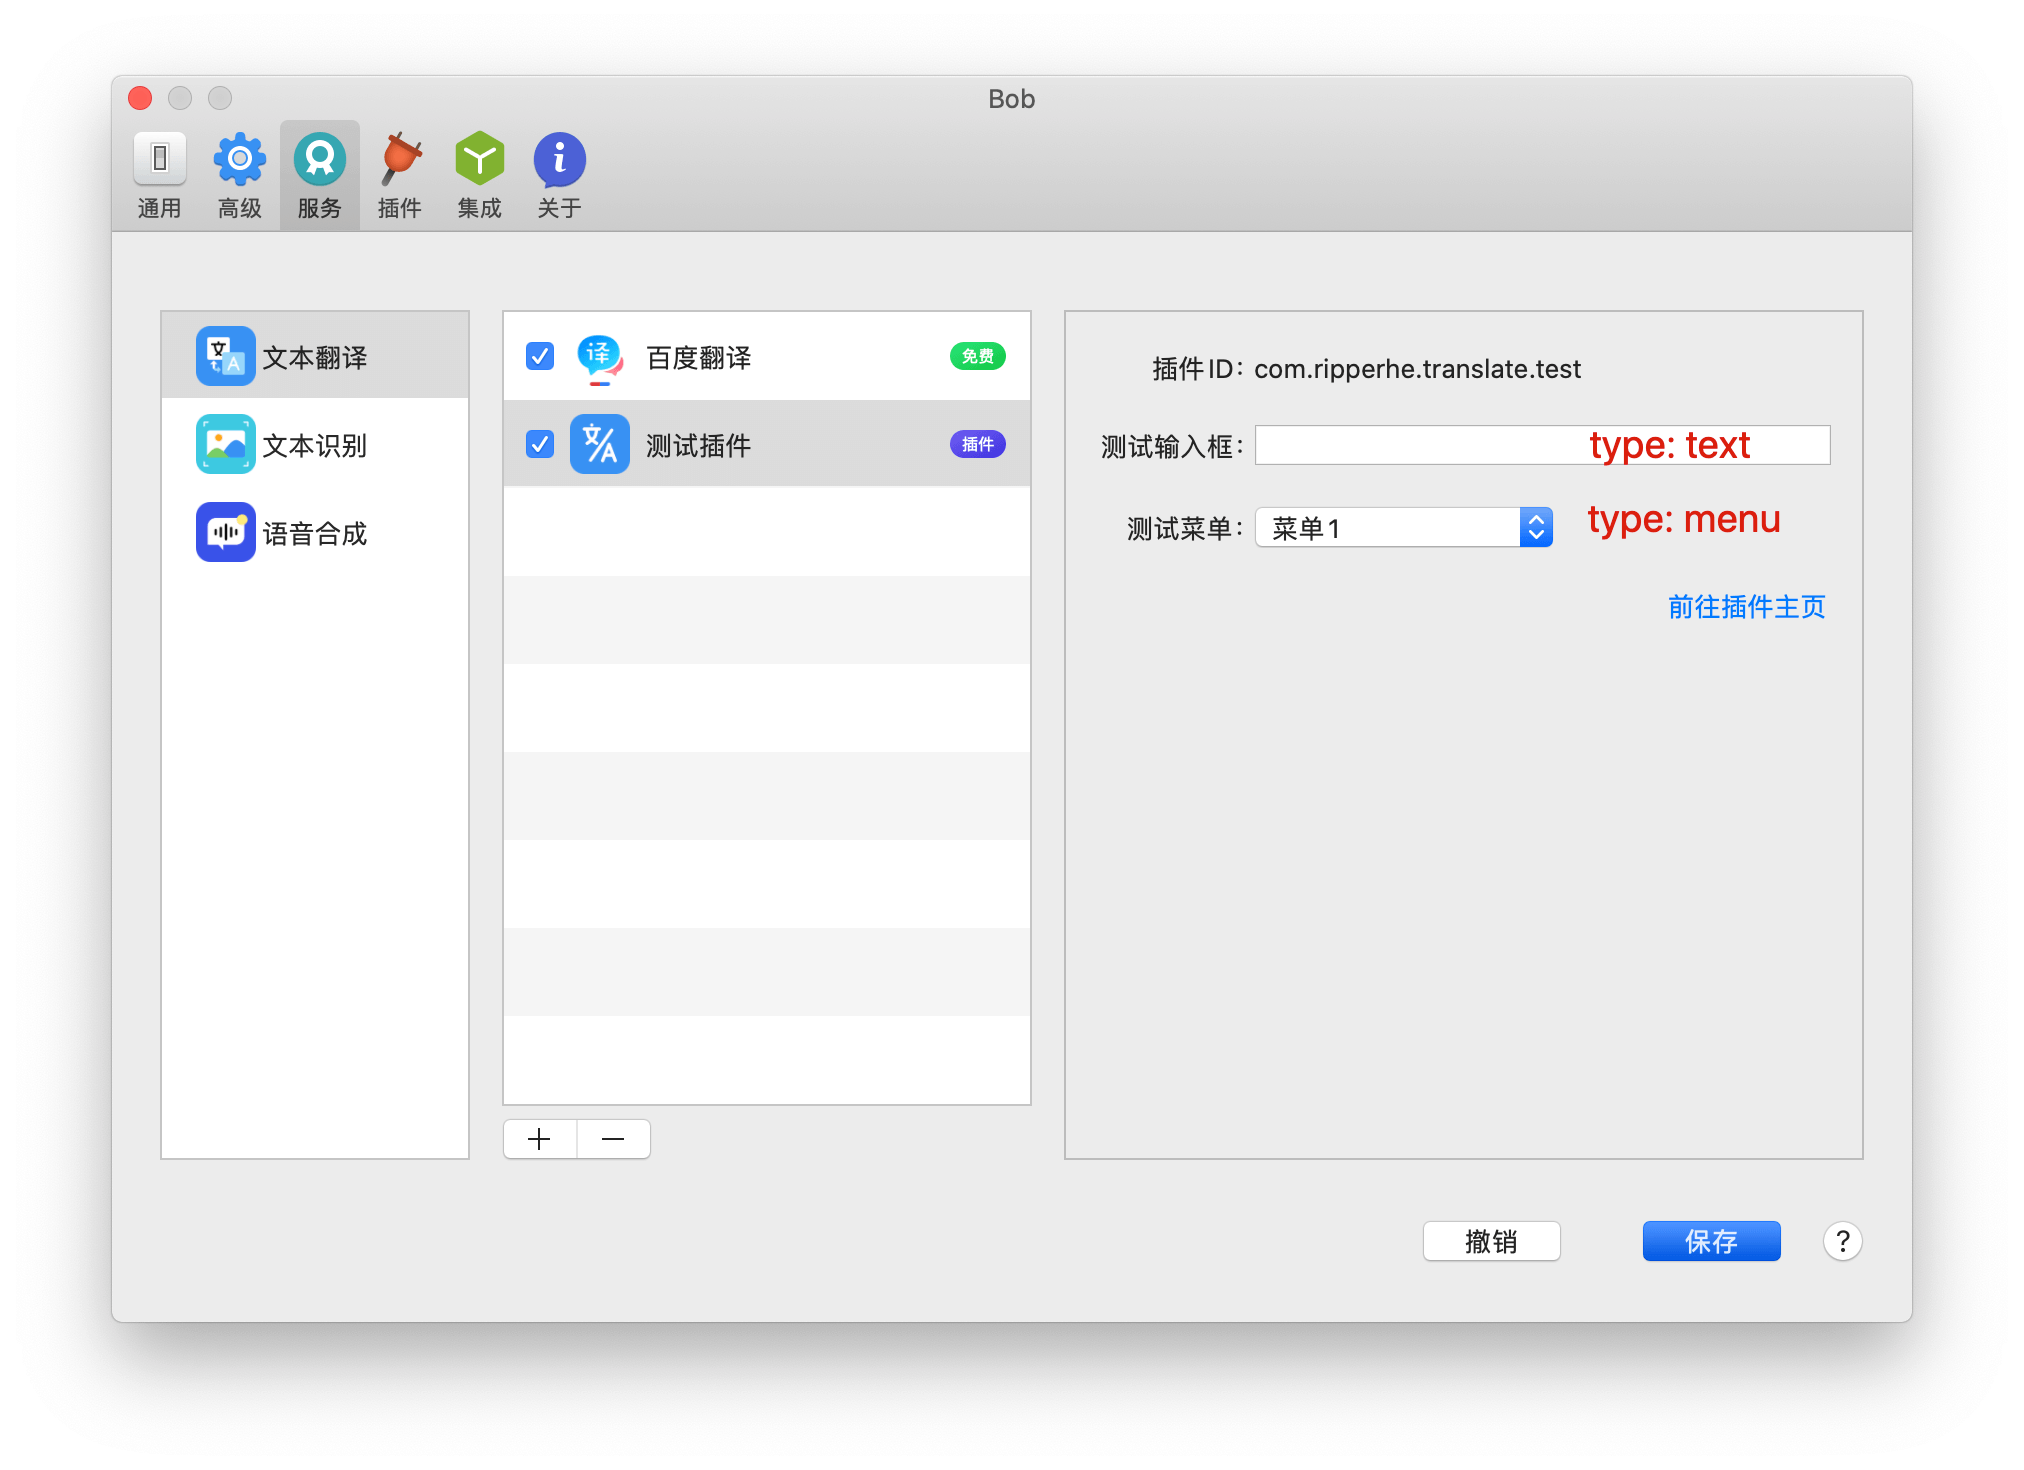 Bob
通用
高级
服务
插件
集成
关于
文本翻译
文本识别
语音合成
百度翻译
免费
测试插件
插件
插件 ID: com.ripperhe.translate.test
测试输入框: type: text
测试菜单: 菜单1 type: menu
前往插件主页
撤销
保存
?